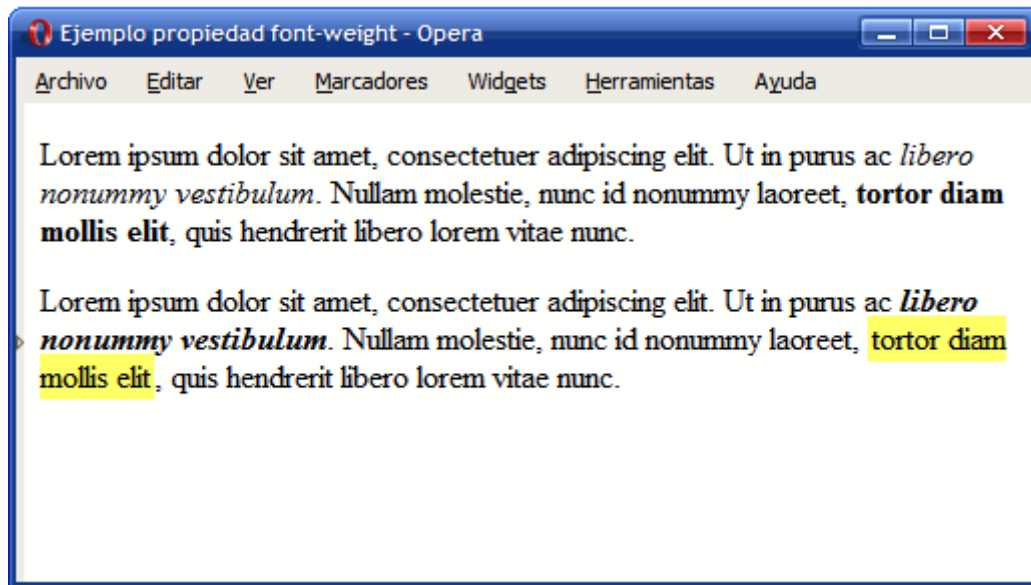 Ejemplo propiedad font-weight - Opera
Archivo Editar Ver Marcadores Widgets Herramientas Ayuda
Lorem ipsum dolor sit amet, consectetuer adipiscing elit. Ut in purus ac libero
nonummy vestibulum. Nullam molestie, nunc id nonummy laoreet, tortor diam
mollis elit, quis hendrerit libero lorem vitae nunc.
Lorem ipsum dolor sit amet, consectetuer adipiscing elit. Ut in purus ac libero
nonummy vestibulum. Nullam molestie, nunc id nonummy laoreet, tortor diam
mollis elit, quis hendrerit libero lorem vitae nunc.